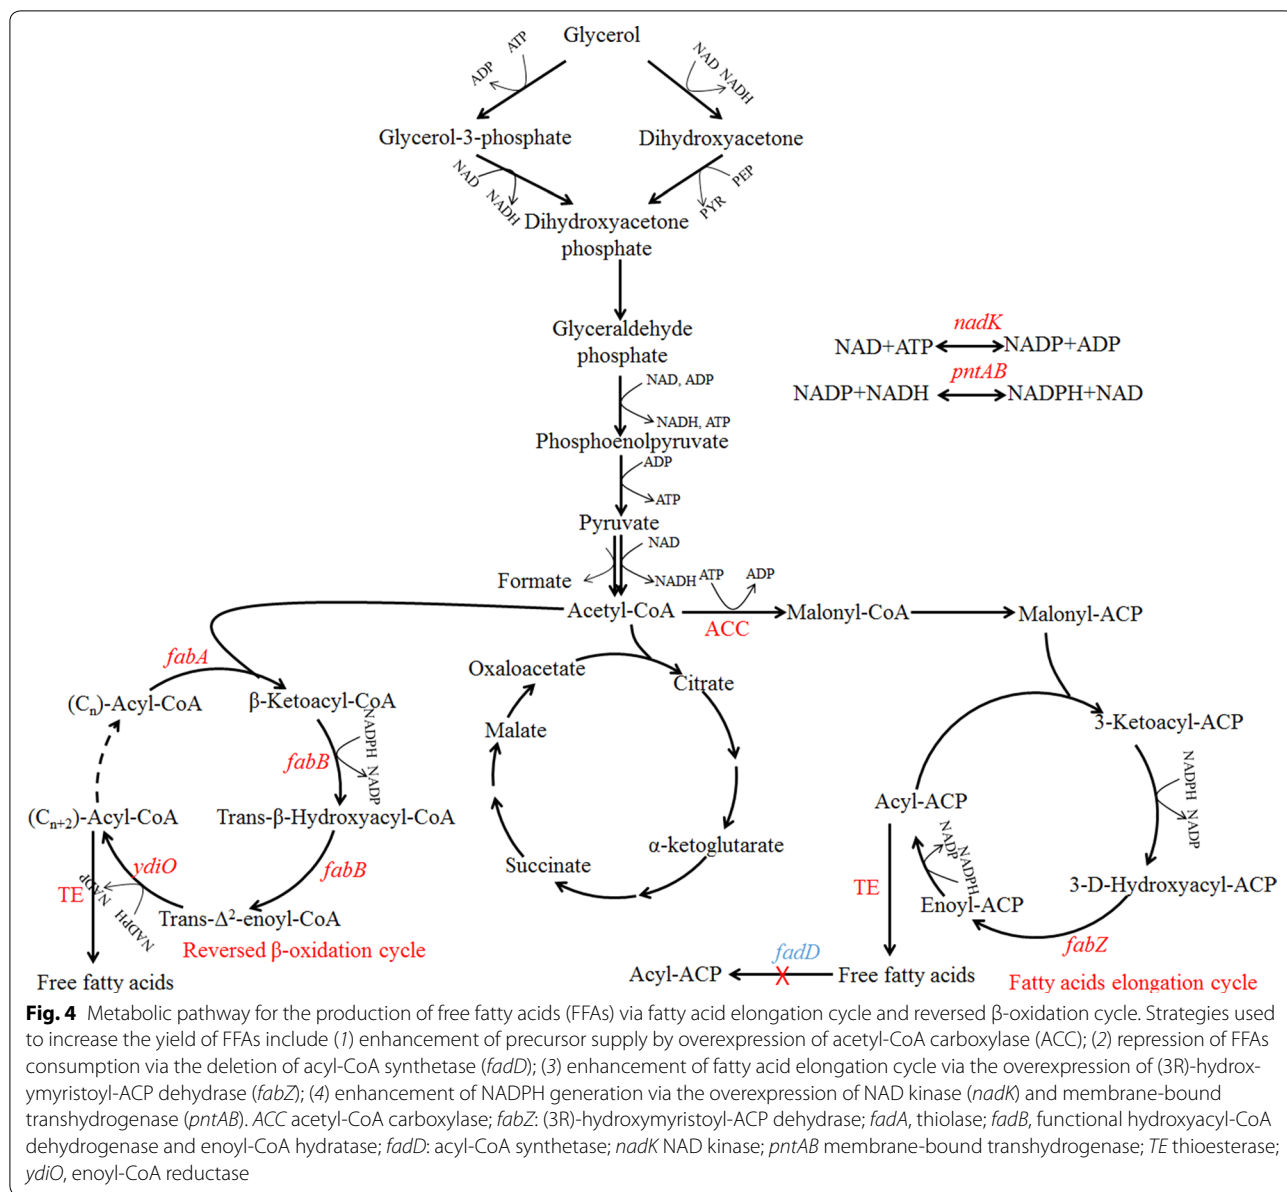 Glycerol
ATP
ADP
NAD NADH
Glycerol-3-phosphate
Dihydroxyacetone
NAD
NADH
PEP
PYR
Dihydroxyacetone
phosphate
Glyceraldehyde
phosphate
nadK
NAD+ATP
NADP+ADP
pntAB
NADP+NADH
NADPH+NAD
NAD, ADP
NADH, ATP
Phosphoenolpyruvate
ADP
ATP
Pyruvate
NAD
Formate
NADH
ATP
ADP
Acetyl-CoA
ACC
Malonyl-CoA
Malonyl-ACP
fabA
(Cn)-Acyl-CoA
β-Ketoacyl-CoA
NADPH NADP
fabB
(Cn+2)-Acyl-CoA
Trans-β-Hydroxyacyl-CoA
ydiO
fabB
TE
NADP
NADPH
Trans-Δ²-enoyl-CoA
Reversed β-oxidation cycle
Free fatty acids
Oxaloacetate
Citrate
Malate
α-ketoglutarate
Succinate
3-Ketoacyl-ACP
NADPH NADP
Acyl-ACP
NADP
NADPH
TE
3-D-Hydroxyacyl-ACP
Enoyl-ACP
fabZ
fadD
Acyl-ACP
X
Free fatty acids
Fatty acids elongation cycle
Fig. 4 Metabolic pathway for the production of free fatty acids (FFAs) via fatty acid elongation cycle and reversed β-oxidation cycle. Strategies used
to increase the yield of FFAs include (1) enhancement of precursor supply by overexpression of acetyl-CoA carboxylase (ACC); (2) repression of FFAs
consumption via the deletion of acyl-CoA synthetase (fadD); (3) enhancement of fatty acid elongation cycle via the overexpression of (3R)-hydrox-
ymyristoyl-ACP dehydrase (fabZ); (4) enhancement of NADPH generation via the overexpression of NAD kinase (nadK) and membrane-bound
transhydrogenase (pntAB). ACC acetyl-CoA carboxylase; fabZ: (3R)-hydroxymyristoyl-ACP dehydrase; fadA, thiolase; fadB, functional hydroxyacyl-CoA
dehydrogenase and enoyl-CoA hydratase; fadD: acyl-CoA synthetase; nadK NAD kinase; pntAB membrane-bound transhydrogenase; TE thioesterase;
ydiO, enoyl-CoA reductase